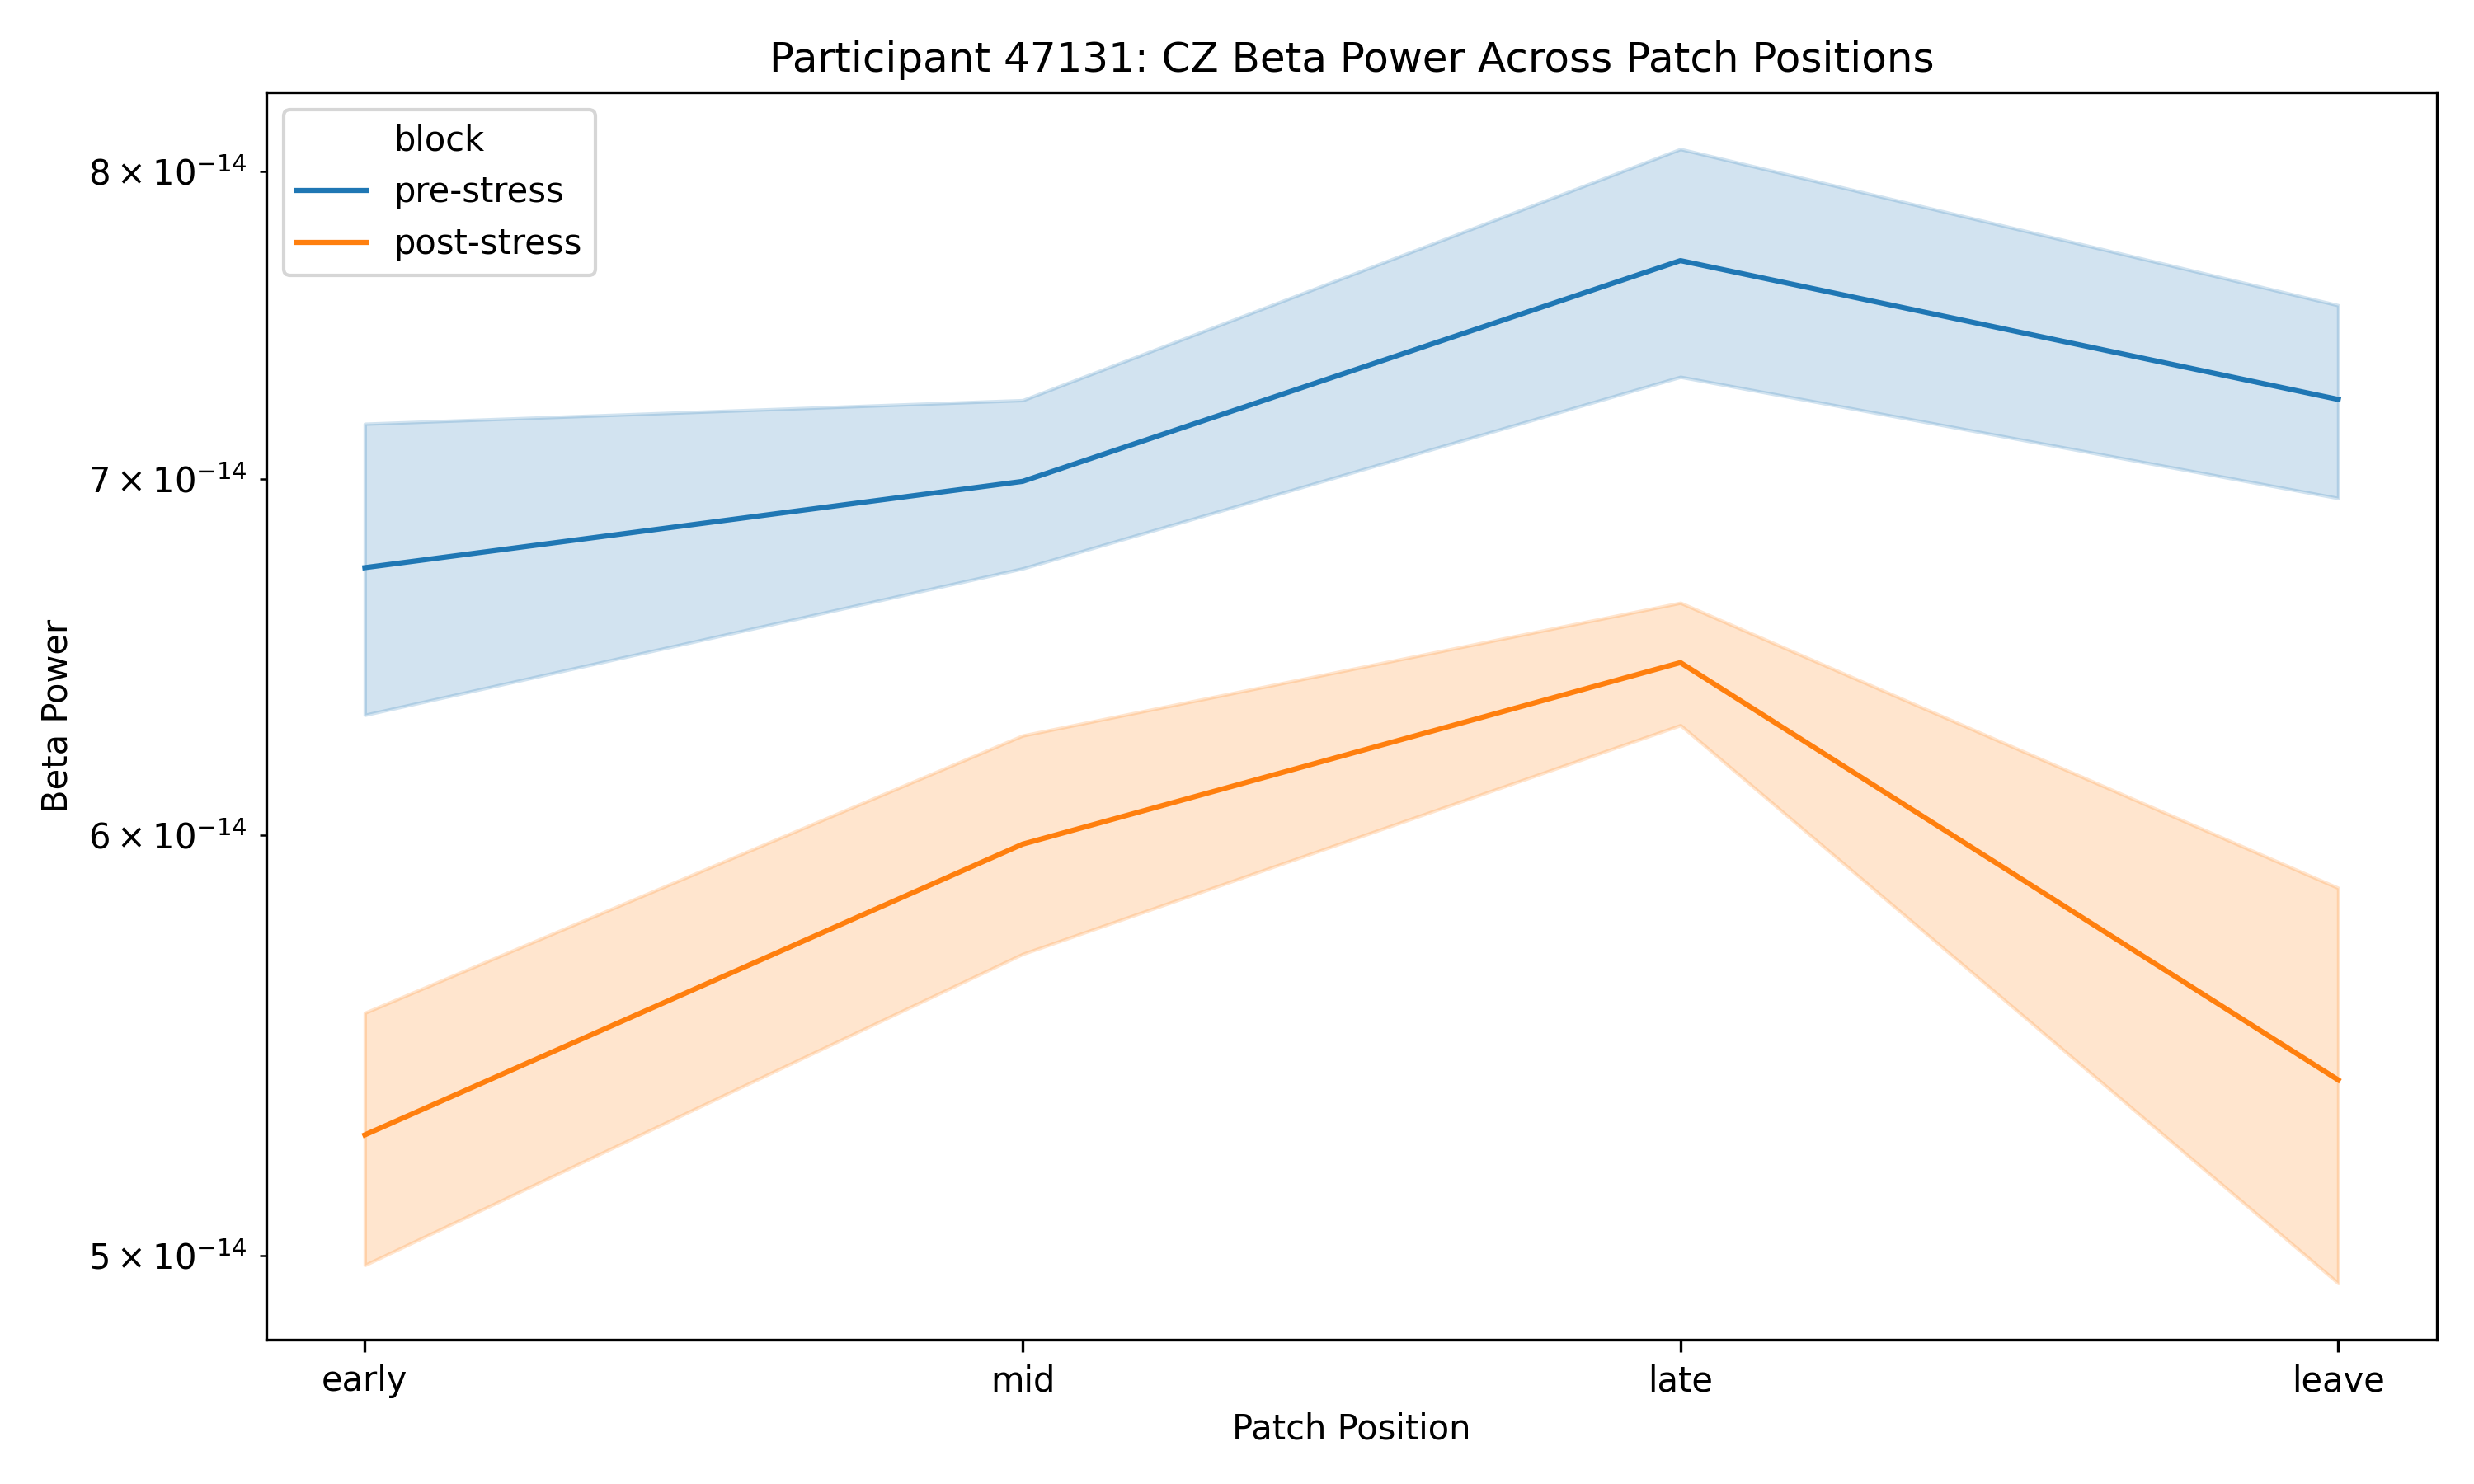 Participant 47131: CZ Beta Power Across Patch Positions
block
pre-stress
post-stress
8 × 10⁻¹⁴
7 × 10⁻¹⁴
6 × 10⁻¹⁴
5 × 10⁻¹⁴
Beta Power
early mid late leave
Patch Position